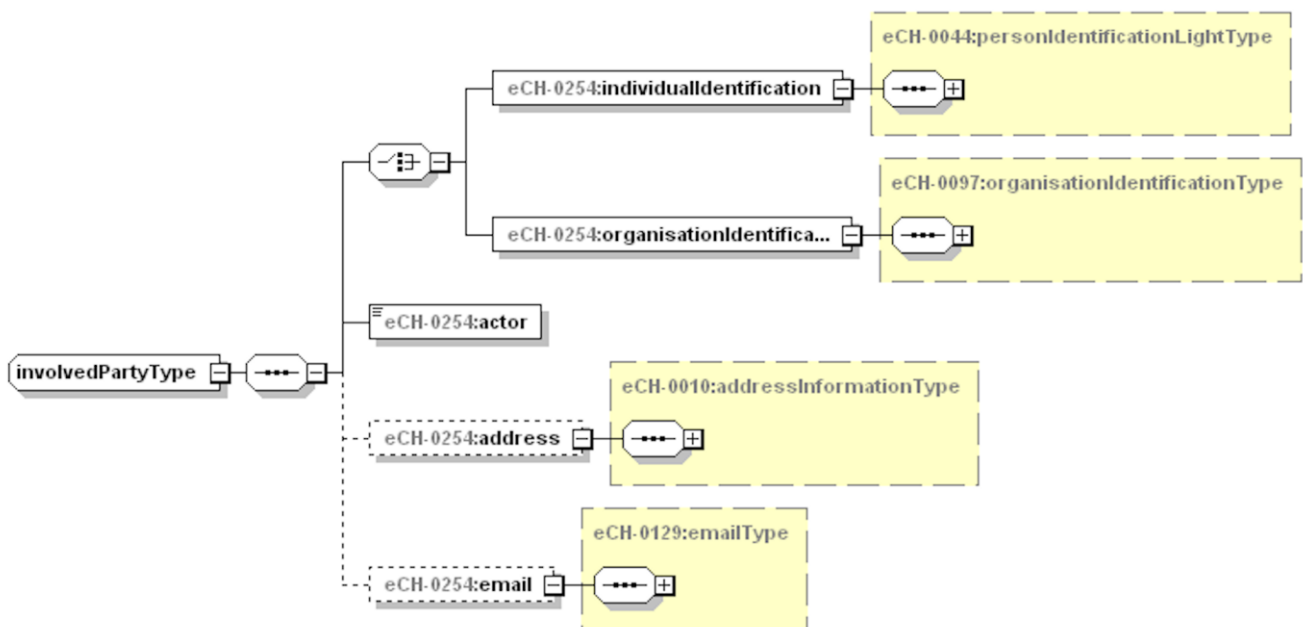 eCH-0044:personIdentificationLightType
eCH-0254:individualIdentification
eCH-0097:organisationIdentificationType
eCH-0254:organisationIdentifica...
eCH-0254:actor
involvedPartyType
eCH-0010:addressInformationType
eCH-0254:address
eCH-0129:emailType
eCH-0254:email